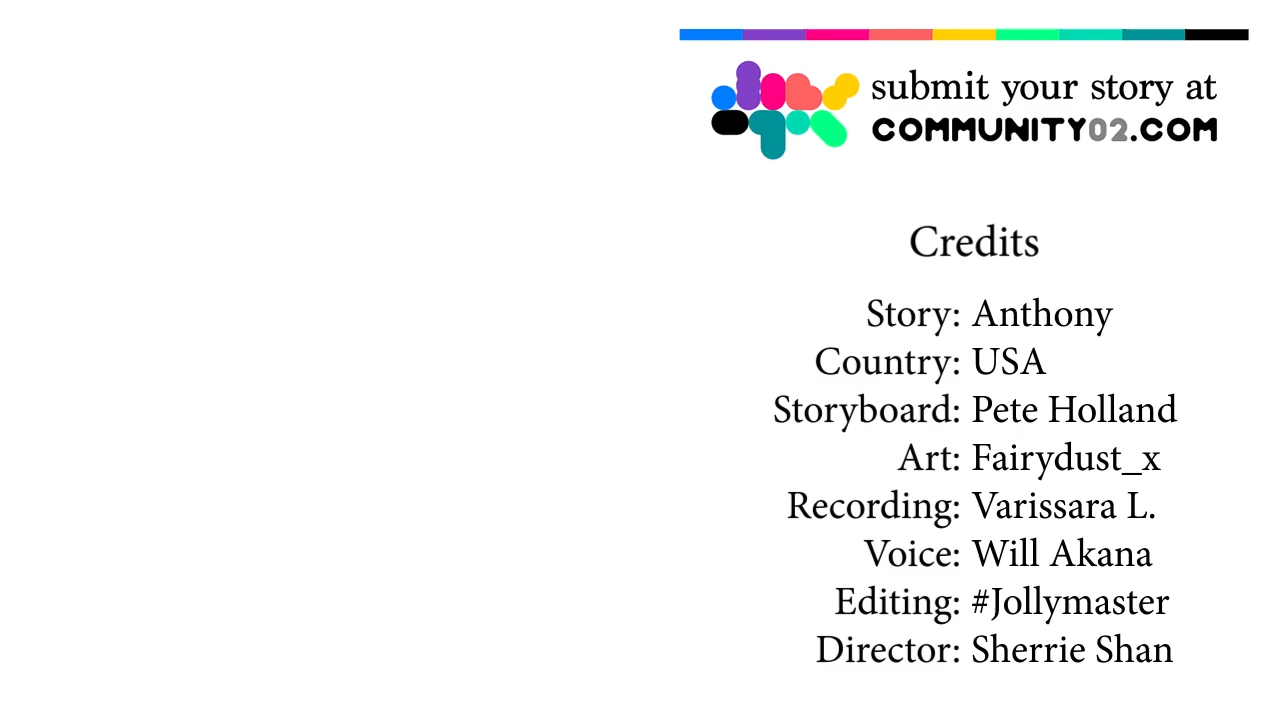 submit your story at
COMMUNITY02.COM
Credits
Story: Anthony
Country: USA
Storyboard: Pete Holland
Art: Fairydust_x
Recording: Varissara L.
Voice: Will Akana
Editing: #Jollymaster
Director: Sherrie Shan